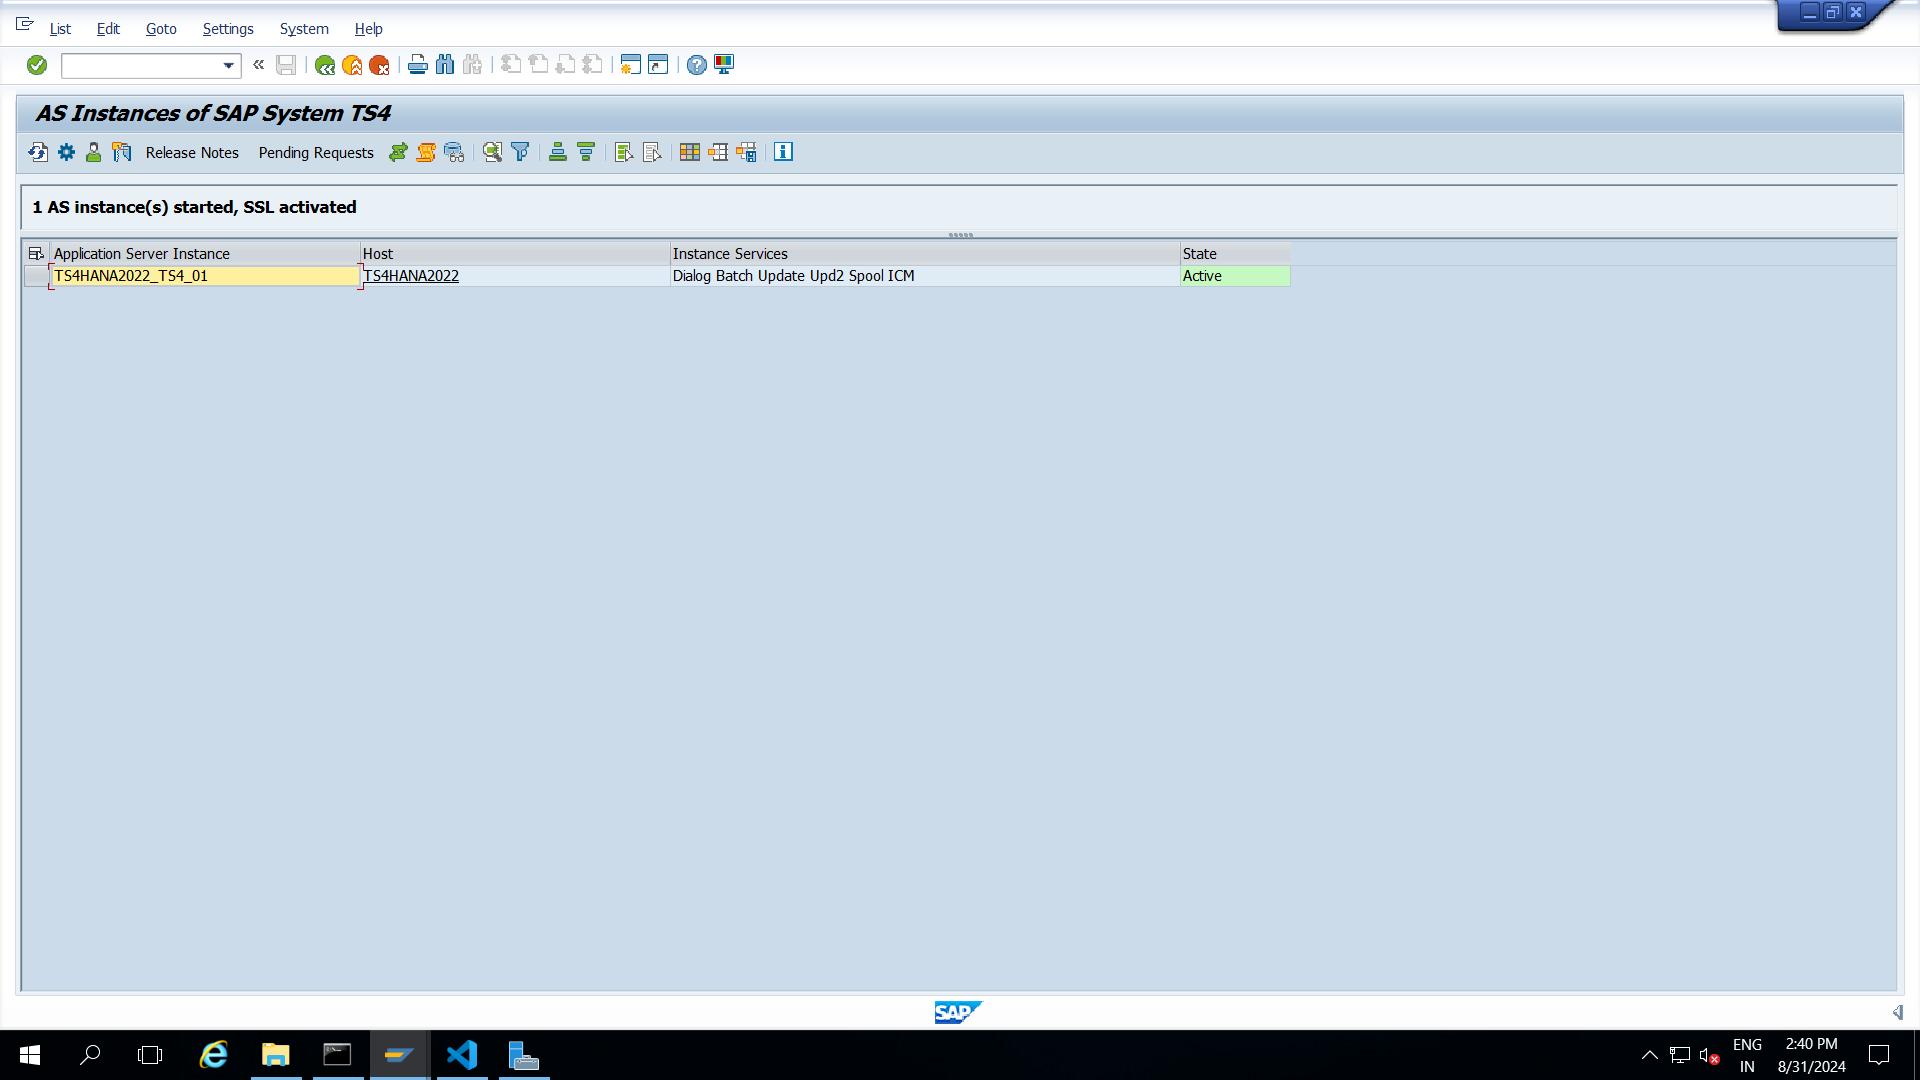 List Edit Goto Settings System Help
AS Instances of SAP System TS4
Release Notes Pending Requests
1 AS instance(s) started, SSL activated
Application Server Instance Host Instance Services State
TS4HANA2022_TS4_01 TS4HANA2022 Dialog Batch Update Upd2 Spool ICM Active
SAP
ENG 2:40 PM
IN 8/31/2024